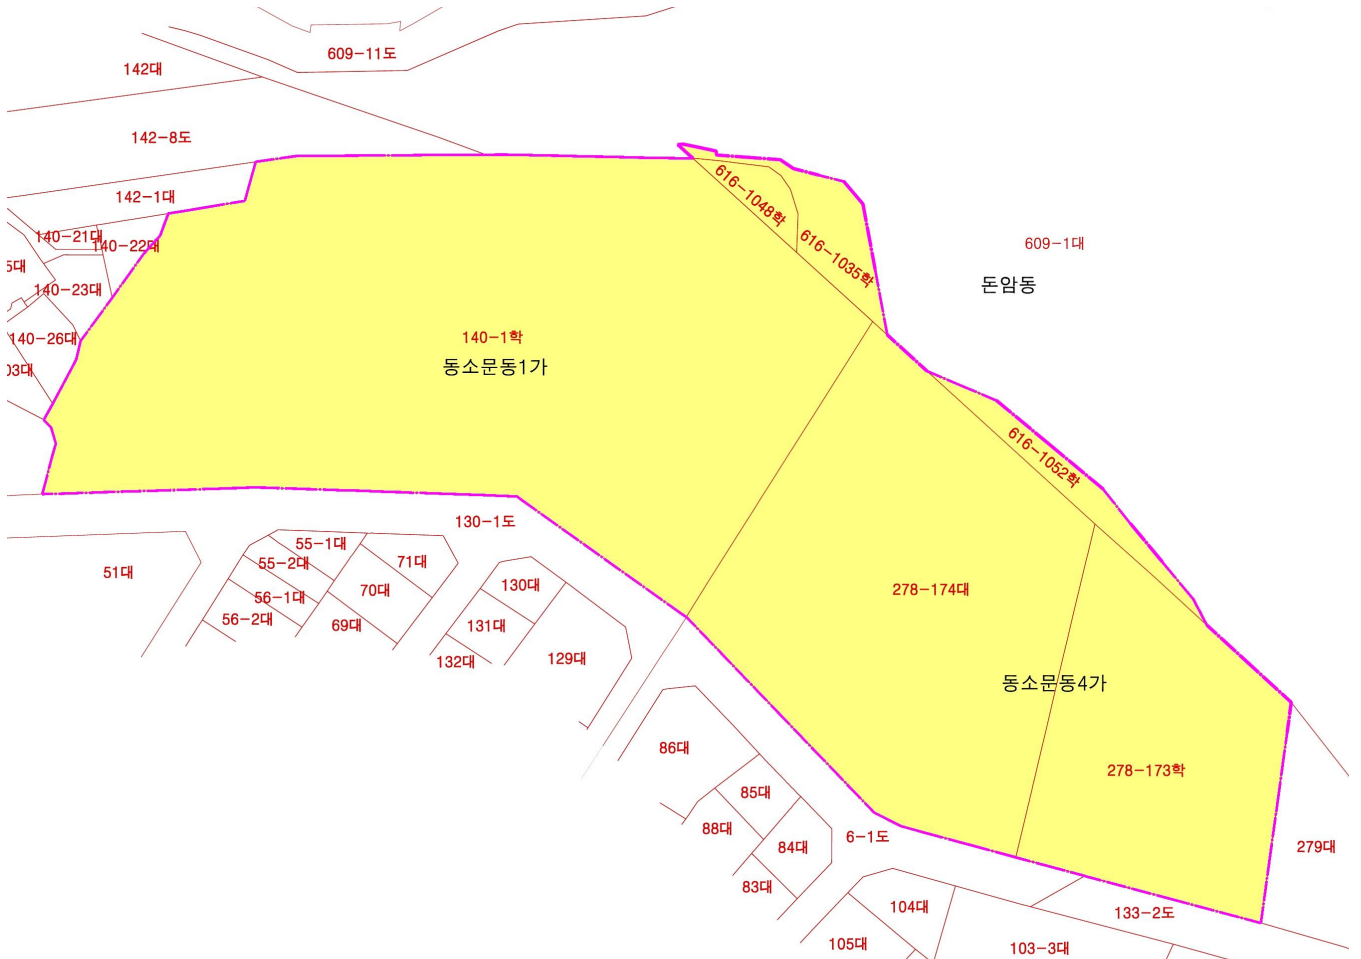 609-11도
142대
142-8도
142-1대
616-1048학
140-21대
140-22대
616-1035학
609-1대
5대
돈암동
140-23대
140-1학
140-26대
동소문동1가
03대
616-1052학
130-1도
55-1대
71대
51대
55-2대
130대
70대
278-174대
56-1대
56-2대
69대
131대
132대
129대
동소문동4가
86대
278-173학
85대
88대
6-1도
84대
279대
83대
104대
133-2도
105대
103-3대